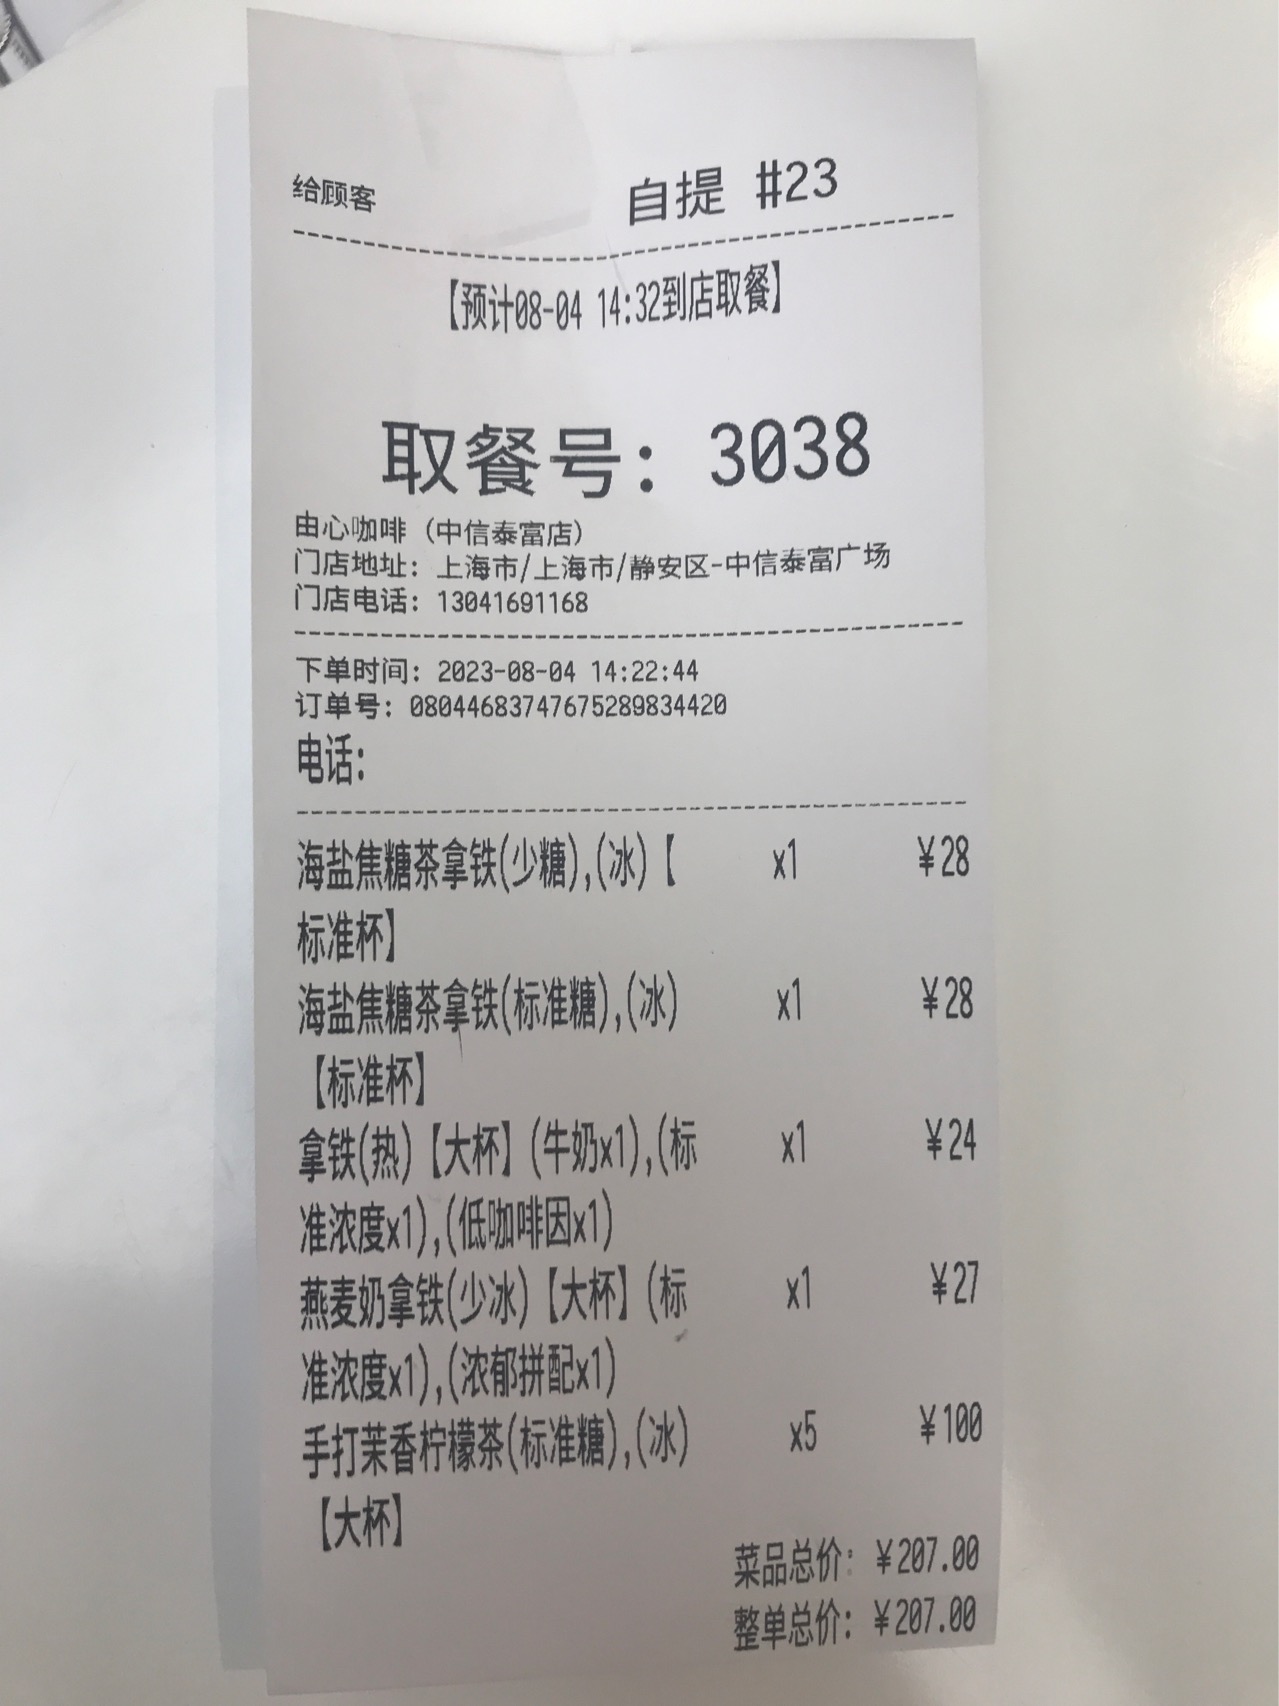 给顾客 自提 #23
【预计08-04 14:32到店取餐】
取餐号：3038
由心咖啡（中信泰富店）
门店地址：上海市/上海市/静安区-中信泰富广场
门店电话：13041691168
下单时间：2023-08-04 14:22:44
订单号：080446837476752898​34420
电话:
海盐焦糖茶拿铁(少糖),(冰)【 x1 ￥28
标准杯】
海盐焦糖茶拿铁(标准糖),(冰) x1 ￥28
【标准杯】
拿铁(热)【大杯】(牛奶x1),(标 x1 ￥24
准浓度x1),(低咖啡因x1)
燕麦奶拿铁(少冰)【大杯】(标 x1 ￥27
准浓度x1),(浓郁拼配x1)
手打茉香柠檬茶(标准糖),(冰) x5 ￥100
【大杯】
菜品总价：￥207.00
整单总价：￥207.00